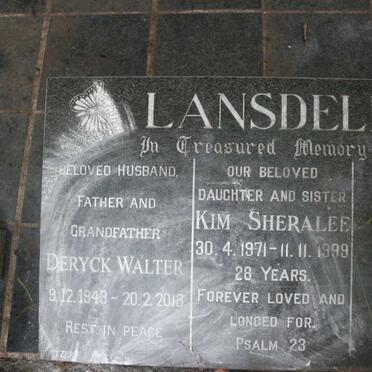 LANSDEL
In Treasured Memory
BELOVED HUSBAND,
FATHER AND
GRANDFATHER
DERYCK WALTER
9.12.1943 - 20.2.2013
REST IN PEACE
OUR BELOVED
DAUGHTER AND SISTER
KIM SHERALEE
30.4.1971 - 11.11.1999
28 YEARS.
FOREVER LOVED AND
LONGED FOR.
PSALM 23